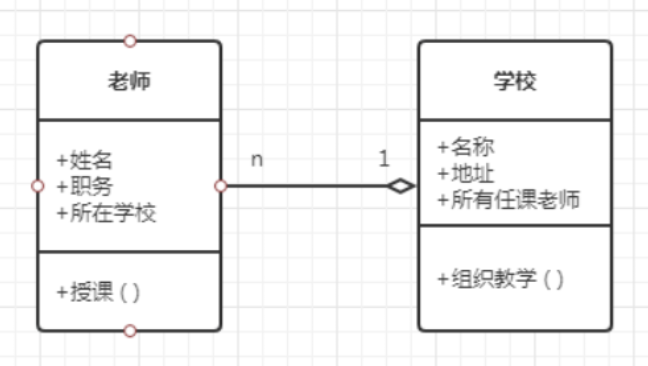 老师
+姓名
+职务
+所在学校
+授课 ( )
n
1
学校
+名称
+地址
+所有任课老师
+组织教学 ( )